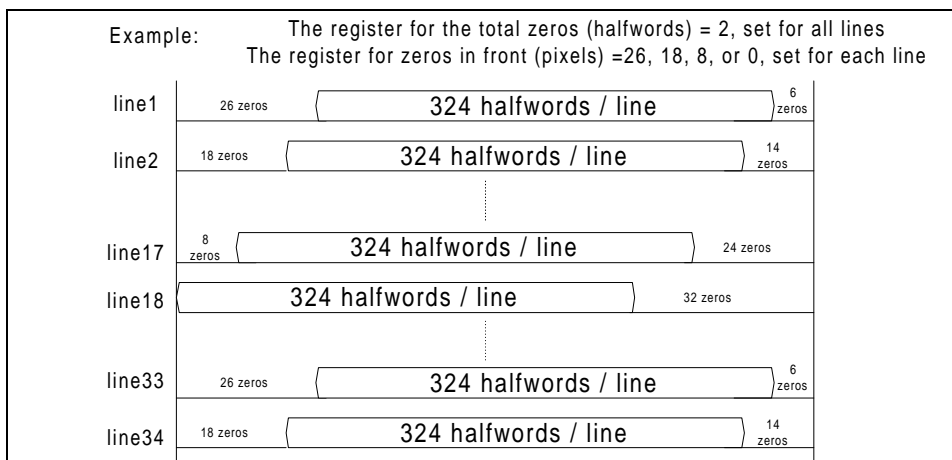 Example: The register for the total zeros (halfwords) = 2, set for all lines
The register for zeros in front (pixels) =26, 18, 8, or 0, set for each line
line1 26 zeros 324 halfwords / line 6 zeros
line2 18 zeros 324 halfwords / line 14 zeros
line17 8 zeros 324 halfwords / line 24 zeros
line18 324 halfwords / line 32 zeros
line33 26 zeros 324 halfwords / line 6 zeros
line34 18 zeros 324 halfwords / line 14 zeros